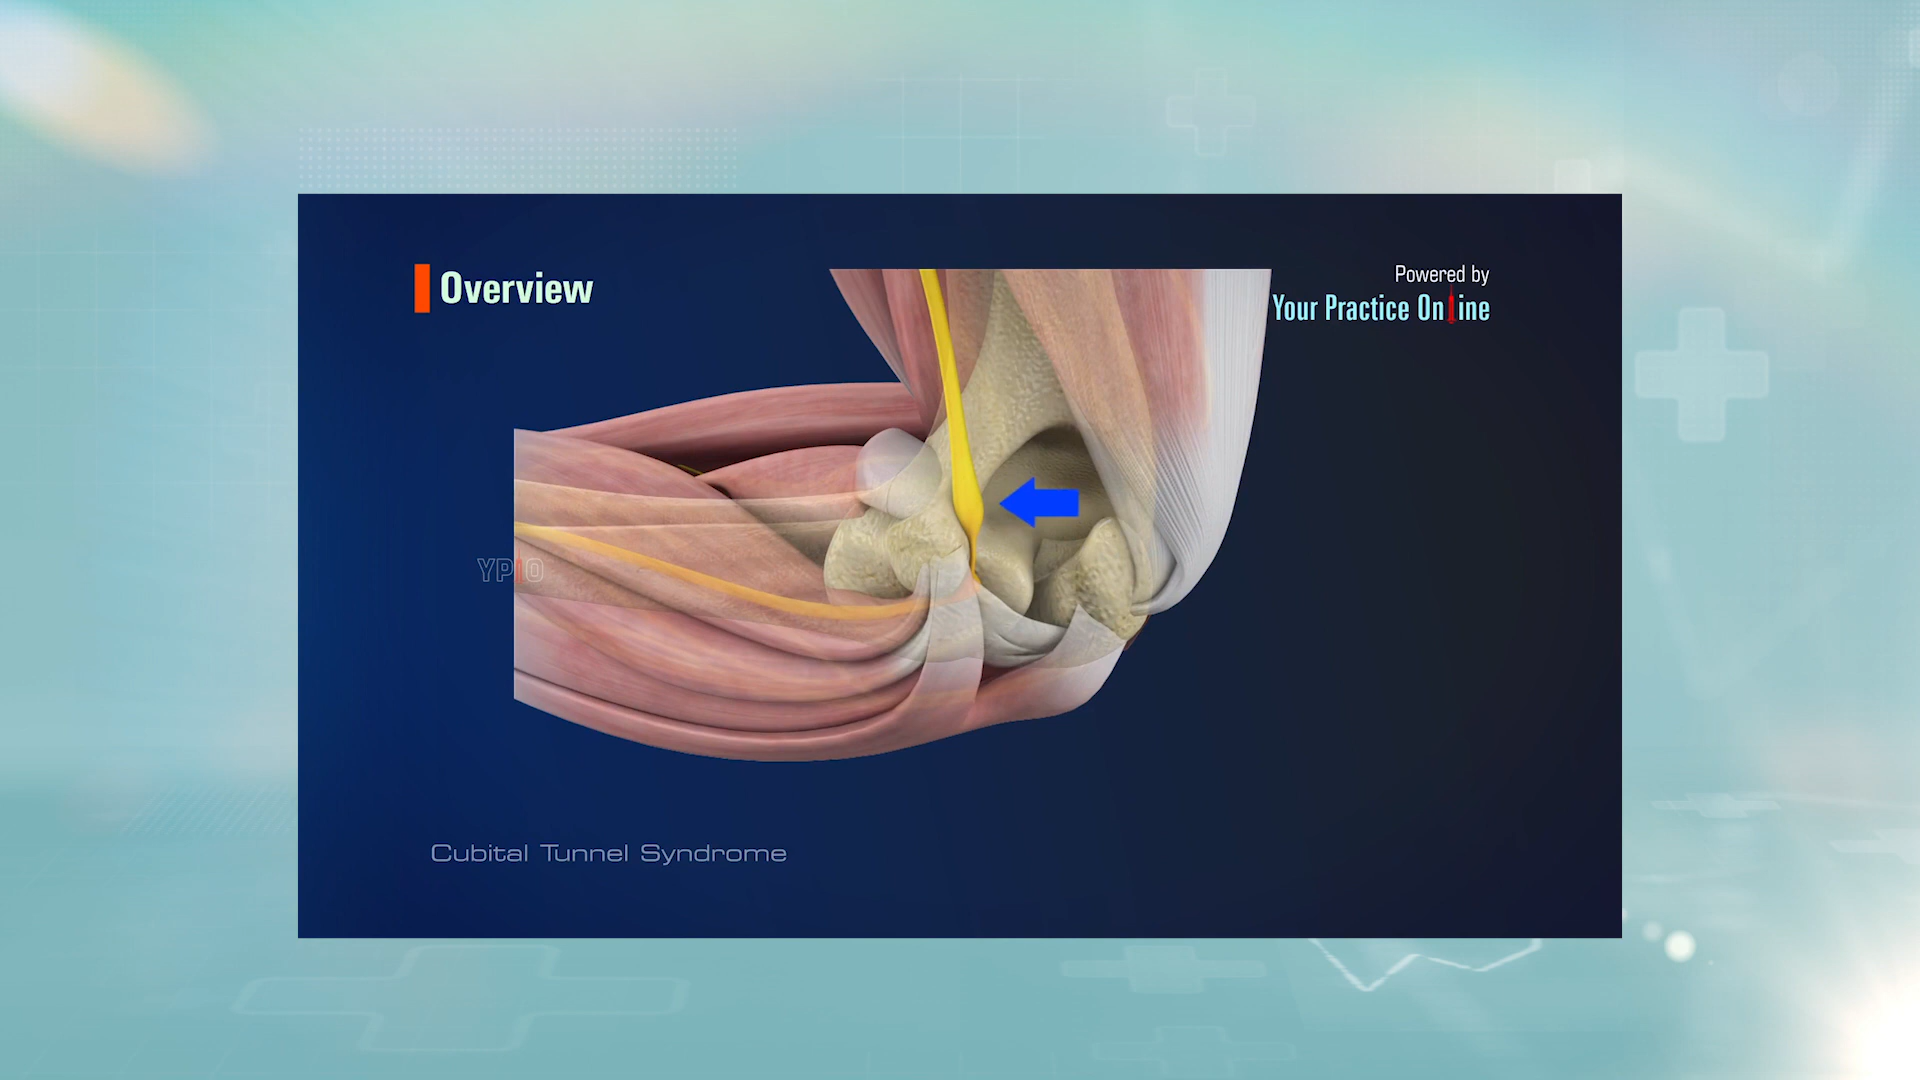 Overview
Powered by
Your Practice Online
YPO
Cubital Tunnel Syndrome